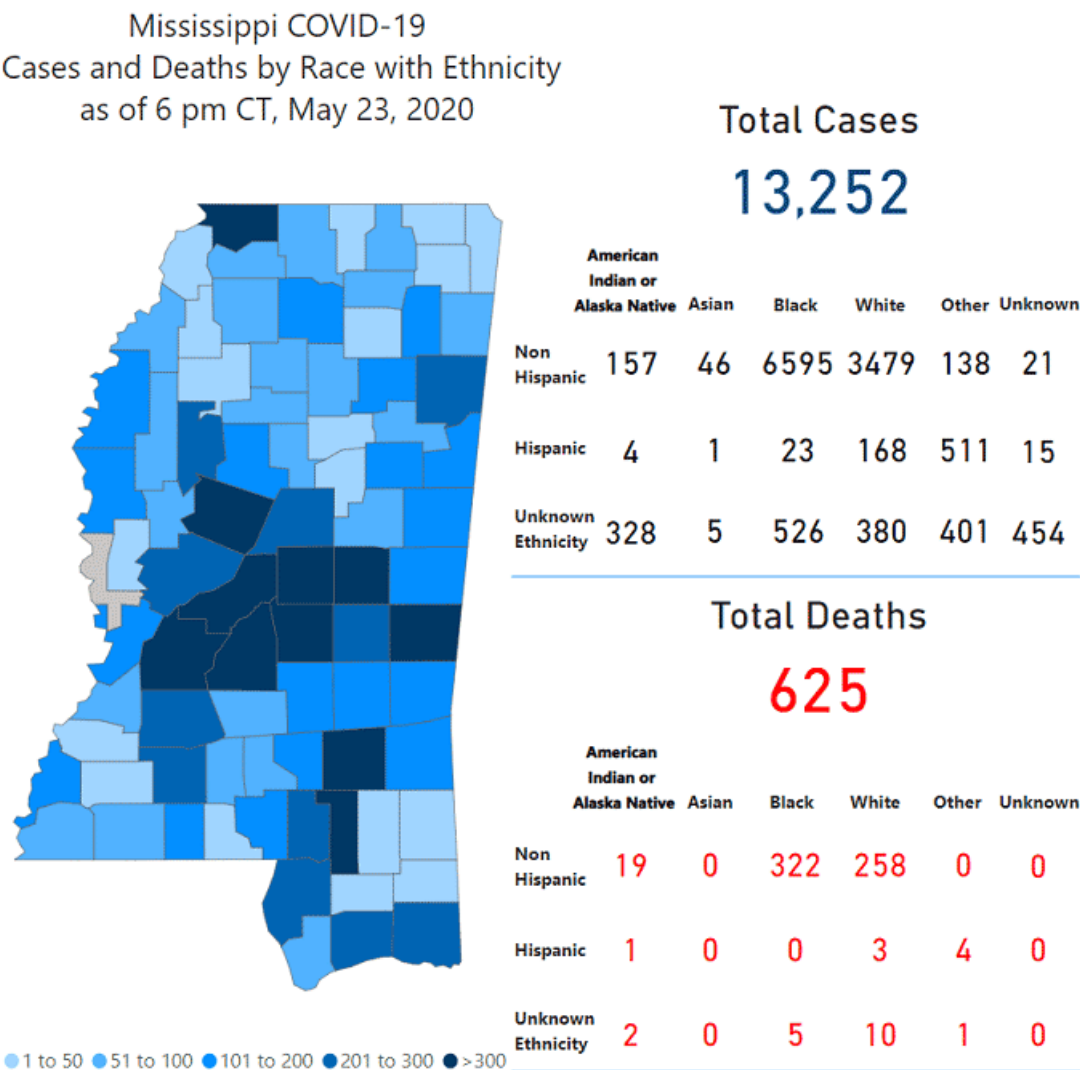 Mississippi COVID-19
Cases and Deaths by Race with Ethnicity
as of 6 pm CT, May 23, 2020
Total Cases
13,252
American
Indian or
Alaska Native Asian Black White Other Unknown
Non
Hispanic 157 46 6595 3479 138 21
Hispanic 4 1 23 168 511 15
Unknown
Ethnicity 328 5 526 380 401 454
Total Deaths
625
American
Indian or
Alaska Native Asian Black White Other Unknown
Non
Hispanic 19 0 322 258 0 0
Hispanic 1 0 0 3 4 0
Unknown
Ethnicity 2 0 5 10 1 0
1 to 50 51 to 100 101 to 200 201 to 300 >300